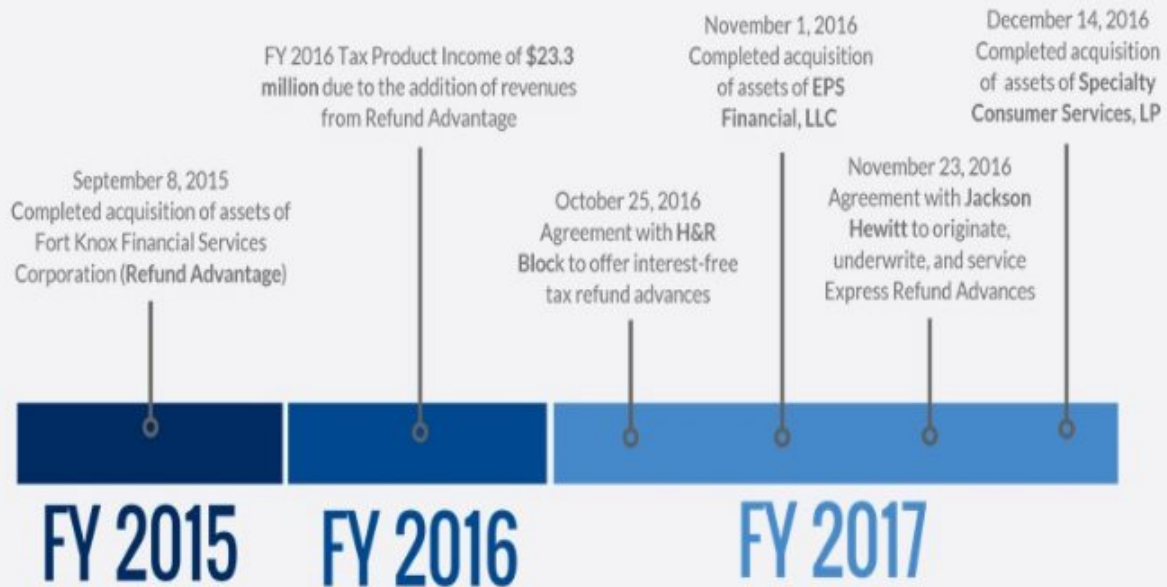 September 8, 2015
Completed acquisition of assets of
Fort Knox Financial Services
Corporation (Refund Advantage)
FY 2016 Tax Product Income of $23.3
million due to the addition of revenues
from Refund Advantage
October 25, 2016
Agreement with H&R
Block to offer interest-free
tax refund advances
November 1, 2016
Completed acquisition
of assets of EPS
Financial, LLC
November 23, 2016
Agreement with Jackson
Hewitt to originate,
underwrite, and service
Express Refund Advances
December 14, 2016
Completed acquisition
of assets of Specialty
Consumer Services, LP
FY 2015
FY 2016
FY 2017